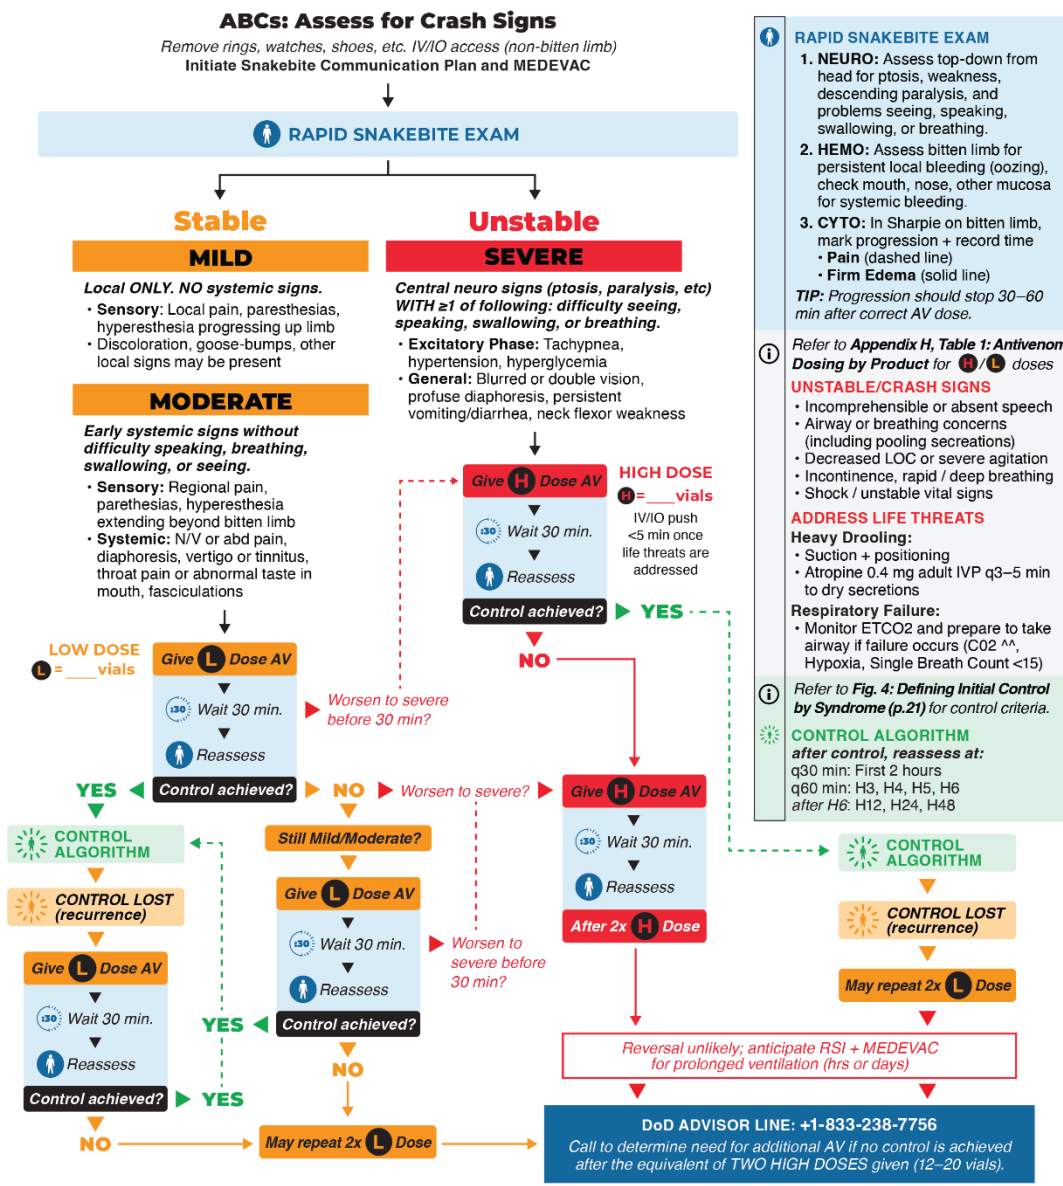 ABCs: Assess for Crash Signs
Remove rings, watches, shoes, etc. IV/IO access (non-bitten limb)
Initiate Snakebite Communication Plan and MEDEVAC
RAPID SNAKEBITE EXAM
Stable
MILD
Local ONLY. NO systemic signs.
• Sensory: Local pain, paresthesias,
hyperesthesia progressing up limb
• Discoloration, goose-bumps, other
local signs may be present
MODERATE
Early systemic signs without
difficulty speaking, breathing,
swallowing, or seeing.
• Sensory: Regional pain,
parethesias, hyperesthesia
extending beyond bitten limb
• Systemic: N/V or abd pain,
diaphoresis, vertigo or tinnitus,
throat pain or abnormal taste in
mouth, fasciculations
LOW DOSE
L = ___ vials
Give L Dose AV
:30 Wait 30 min.
Reassess
Control achieved?
Worsen to severe
before 30 min?
YES
CONTROL
ALGORITHM
CONTROL LOST
(recurrence)
Give L Dose AV
:30 Wait 30 min.
Reassess
Control achieved?
YES
NO
NO
Still Mild/Moderate?
Give L Dose AV
:30 Wait 30 min.
Reassess
Control achieved?
YES
NO
May repeat 2x L Dose
Worsen to severe?
Worsen to
severe before
30 min?
Unstable
SEVERE
Central neuro signs (ptosis, paralysis, etc)
WITH ≥1 of following: difficulty seeing,
speaking, swallowing, or breathing.
• Excitatory Phase: Tachypnea,
hypertension, hyperglycemia
• General: Blurred or double vision,
profuse diaphoresis, persistent
vomiting/diarrhea, neck flexor weakness
Give H Dose AV
:30 Wait 30 min.
Reassess
Control achieved?
HIGH DOSE
H = ___ vials
IV/IO push
<5 min once
life threats are
addressed
YES
NO
Give H Dose AV
:30 Wait 30 min.
Reassess
After 2x H Dose
CONTROL
ALGORITHM
CONTROL LOST
(recurrence)
May repeat 2x L Dose
Reversal unlikely; anticipate RSI + MEDEVAC
for prolonged ventilation (hrs or days)
DoD ADVISOR LINE: +1-833-238-7756
Call to determine need for additional AV if no control is achieved
after the equivalent of TWO HIGH DOSES given (12–20 vials).
RAPID SNAKEBITE EXAM
1. NEURO: Assess top-down from
head for ptosis, weakness,
descending paralysis, and
problems seeing, speaking,
swallowing, or breathing.
2. HEMO: Assess bitten limb for
persistent local bleeding (oozing),
check mouth, nose, other mucosa
for systemic bleeding.
3. CYTO: In Sharpie on bitten limb,
mark progression + record time
• Pain (dashed line)
• Firm Edema (solid line)
TIP: Progression should stop 30–60
min after correct AV dose.
Refer to Appendix H, Table 1: Antivenom
Dosing by Product for H / L doses
UNSTABLE/CRASH SIGNS
• Incomprehensible or absent speech
• Airway or breathing concerns
(including pooling secreations)
• Decreased LOC or severe agitation
• Incontinence, rapid / deep breathing
• Shock / unstable vital signs
ADDRESS LIFE THREATS
Heavy Drooling:
• Suction + positioning
• Atropine 0.4 mg adult IVP q3–5 min
to dry secretions
Respiratory Failure:
• Monitor ETCO2 and prepare to take
airway if failure occurs (C02 ^^,
Hypoxia, Single Breath Count <15)
Refer to Fig. 4: Defining Initial Control
by Syndrome (p.21) for control criteria.
CONTROL ALGORITHM
after control, reassess at:
q30 min: First 2 hours
q60 min: H3, H4, H5, H6
after H6: H12, H24, H48